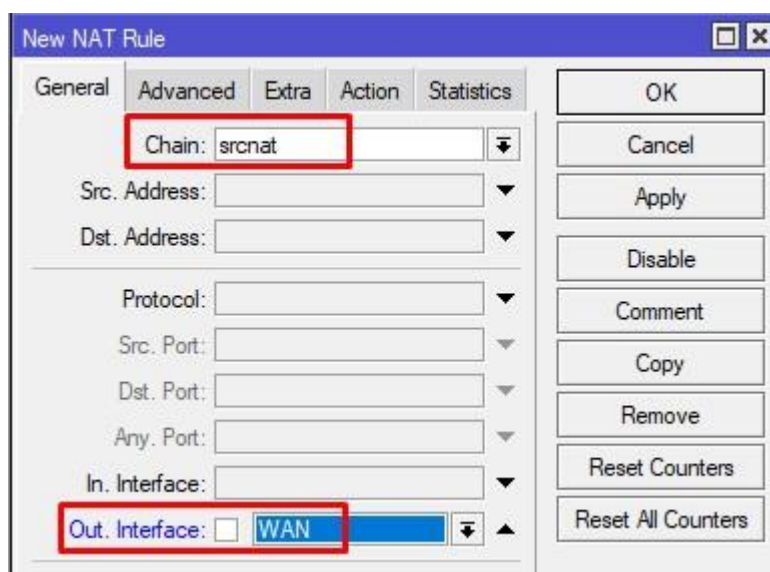 New NAT Rule
General Advanced Extra Action Statistics
Chain: srcnat
Src. Address:
Dst. Address:
Protocol:
Src. Port:
Dst. Port:
Any. Port:
In. Interface:
Out. Interface: WAN
OK
Cancel
Apply
Disable
Comment
Copy
Remove
Reset Counters
Reset All Counters